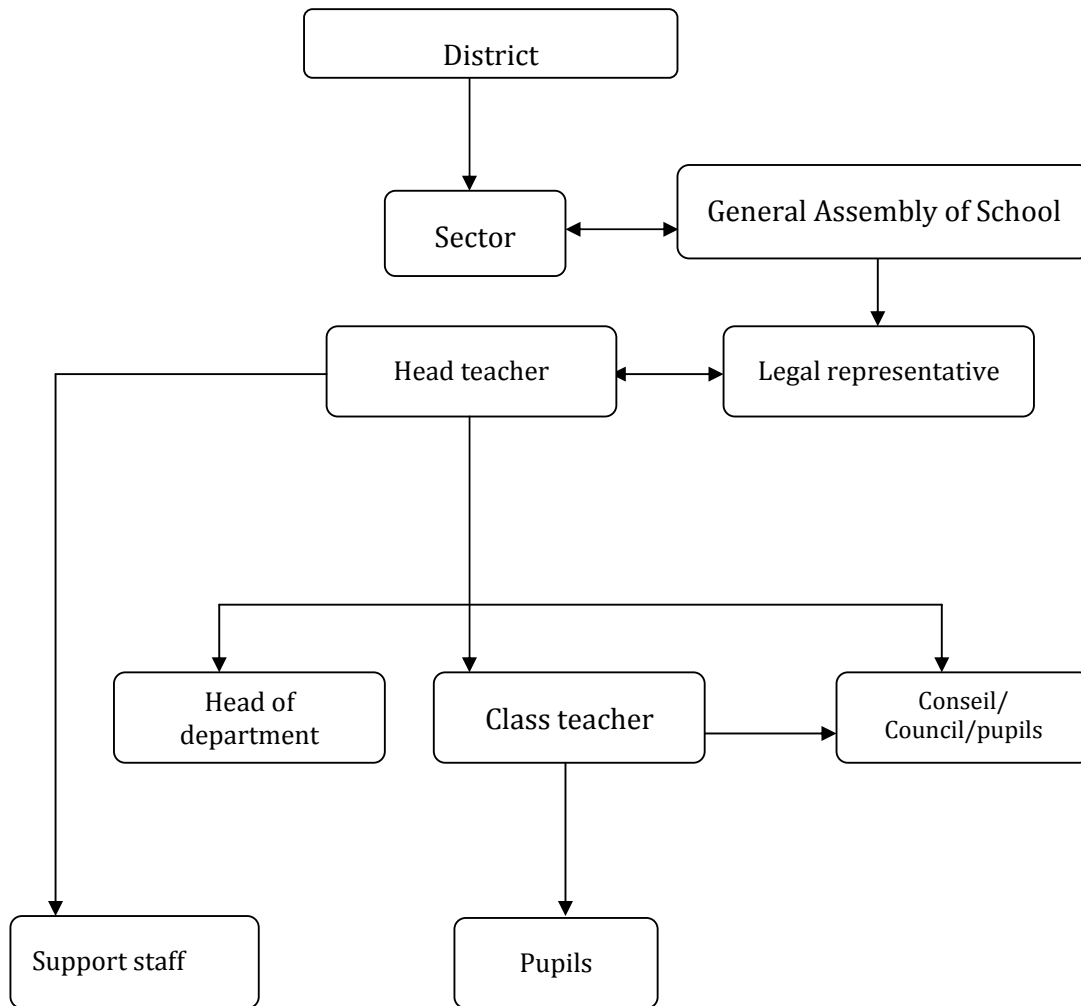 District
General Assembly of School
Sector
Head teacher
Legal representative
Head of
department
Class teacher
Conseil/
Council/pupils
Support staff
Pupils